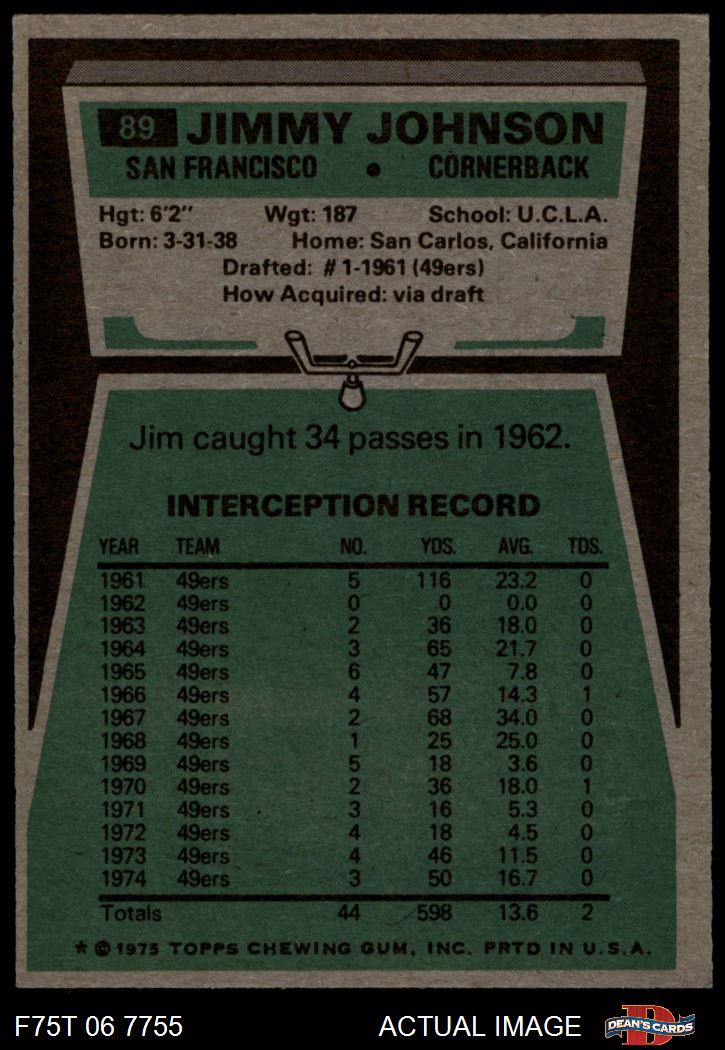 89 JIMMY JOHNSON
SAN FRANCISCO • CORNERBACK
Hgt: 6'2" Wgt: 187 School: U.C.L.A.
Born: 3-31-38 Home: San Carlos, California
Drafted: #1-1961 (49ers)
How Acquired: via draft
Jim caught 34 passes in 1962.
INTERCEPTION RECORD
YEAR TEAM NO. YDS. AVG. TDS.
1961 49ers 5 116 23.2 0
1962 49ers 0 0 0.0 0
1963 49ers 2 36 18.0 0
1964 49ers 3 65 21.7 0
1965 49ers 6 47 7.8 0
1966 49ers 4 57 14.3 1
1967 49ers 2 68 34.0 0
1968 49ers 1 25 25.0 0
1969 49ers 5 18 3.6 0
1970 49ers 2 36 18.0 1
1971 49ers 3 16 5.3 0
1972 49ers 4 18 4.5 0
1973 49ers 4 46 11.5 0
1974 49ers 3 50 16.7 0
Totals 44 598 13.6 2
* © 1975 TOPPS CHEWING GUM, INC. PRTD IN U.S.A.
F75T 06 7755 ACTUAL IMAGE D DEAN'S CARDS